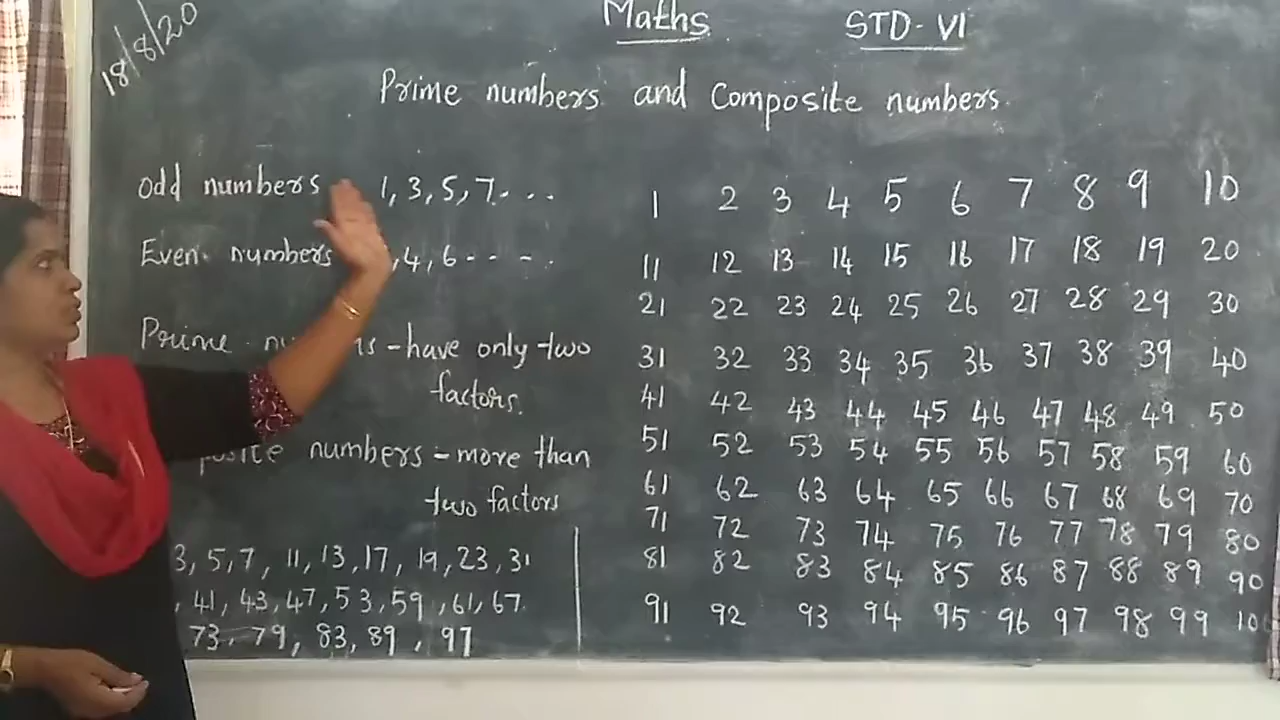 18/8/20
Maths STD-VI
Prime numbers and Composite numbers.
Odd numbers 1, 3, 5, 7. . . .
Even numbers , 4, 6 - - - .
Prime - have only two
factors.
numbers - more than
two factors
3, 5, 7, 11, 13, 17, 19, 23, 31
, 41, 43, 47, 53, 59, 61, 67.
73, 79, 83, 89, 97
1 2 3 4 5 6 7 8 9 10
11 12 13 14 15 16 17 18 19 20
21 22 23 24 25 26 27 28 29 30
31 32 33 34 35 36 37 38 39 40
41 42 43 44 45 46 47 48 49 50
51 52 53 54 55 56 57 58 59 60
61 62 63 64 65 66 67 68 69 70
71 72 73 74 75 76 77 78 79 80
81 82 83 84 85 86 87 88 89 90
91 92 93 94 95 96 97 98 99 10